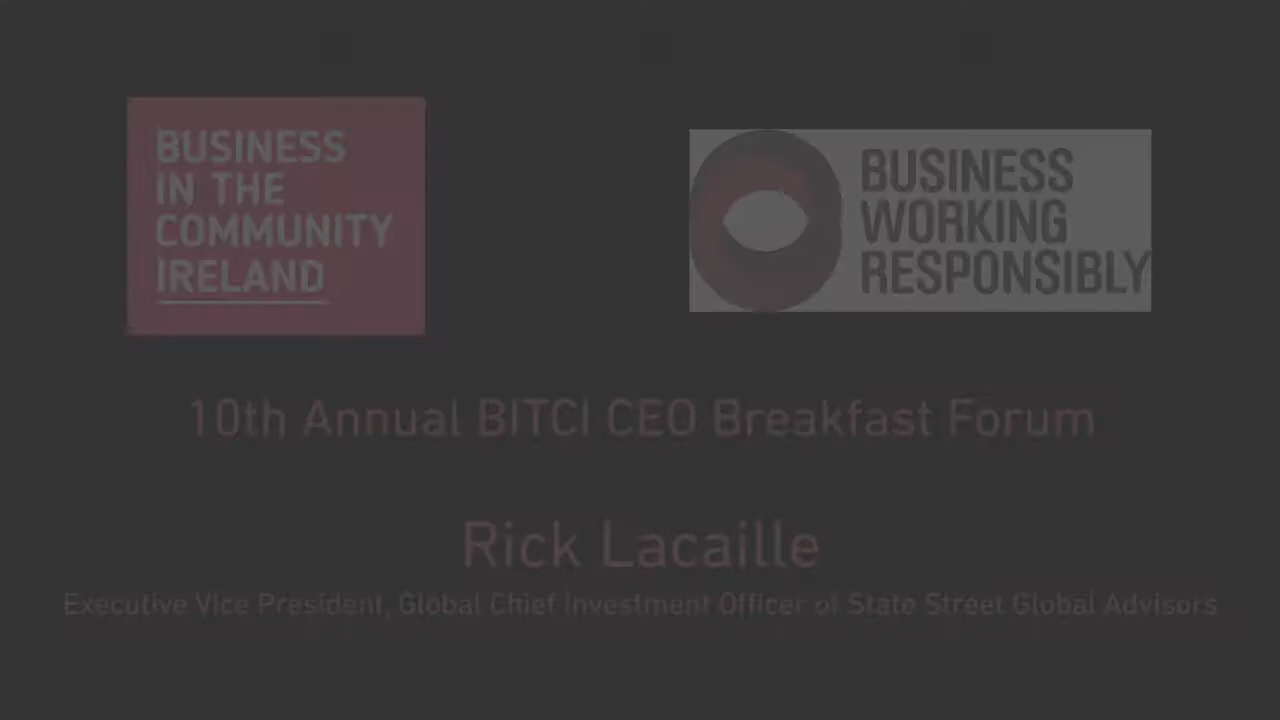 BUSINESS
IN THE
COMMUNITY
IRELAND
BUSINESS
WORKING
RESPONSIBLY
10th Annual BITCI CEO Breakfast Forum
Rick Lacaille
Executive Vice President, Global Chief Investment Officer of State Street Global Advisors